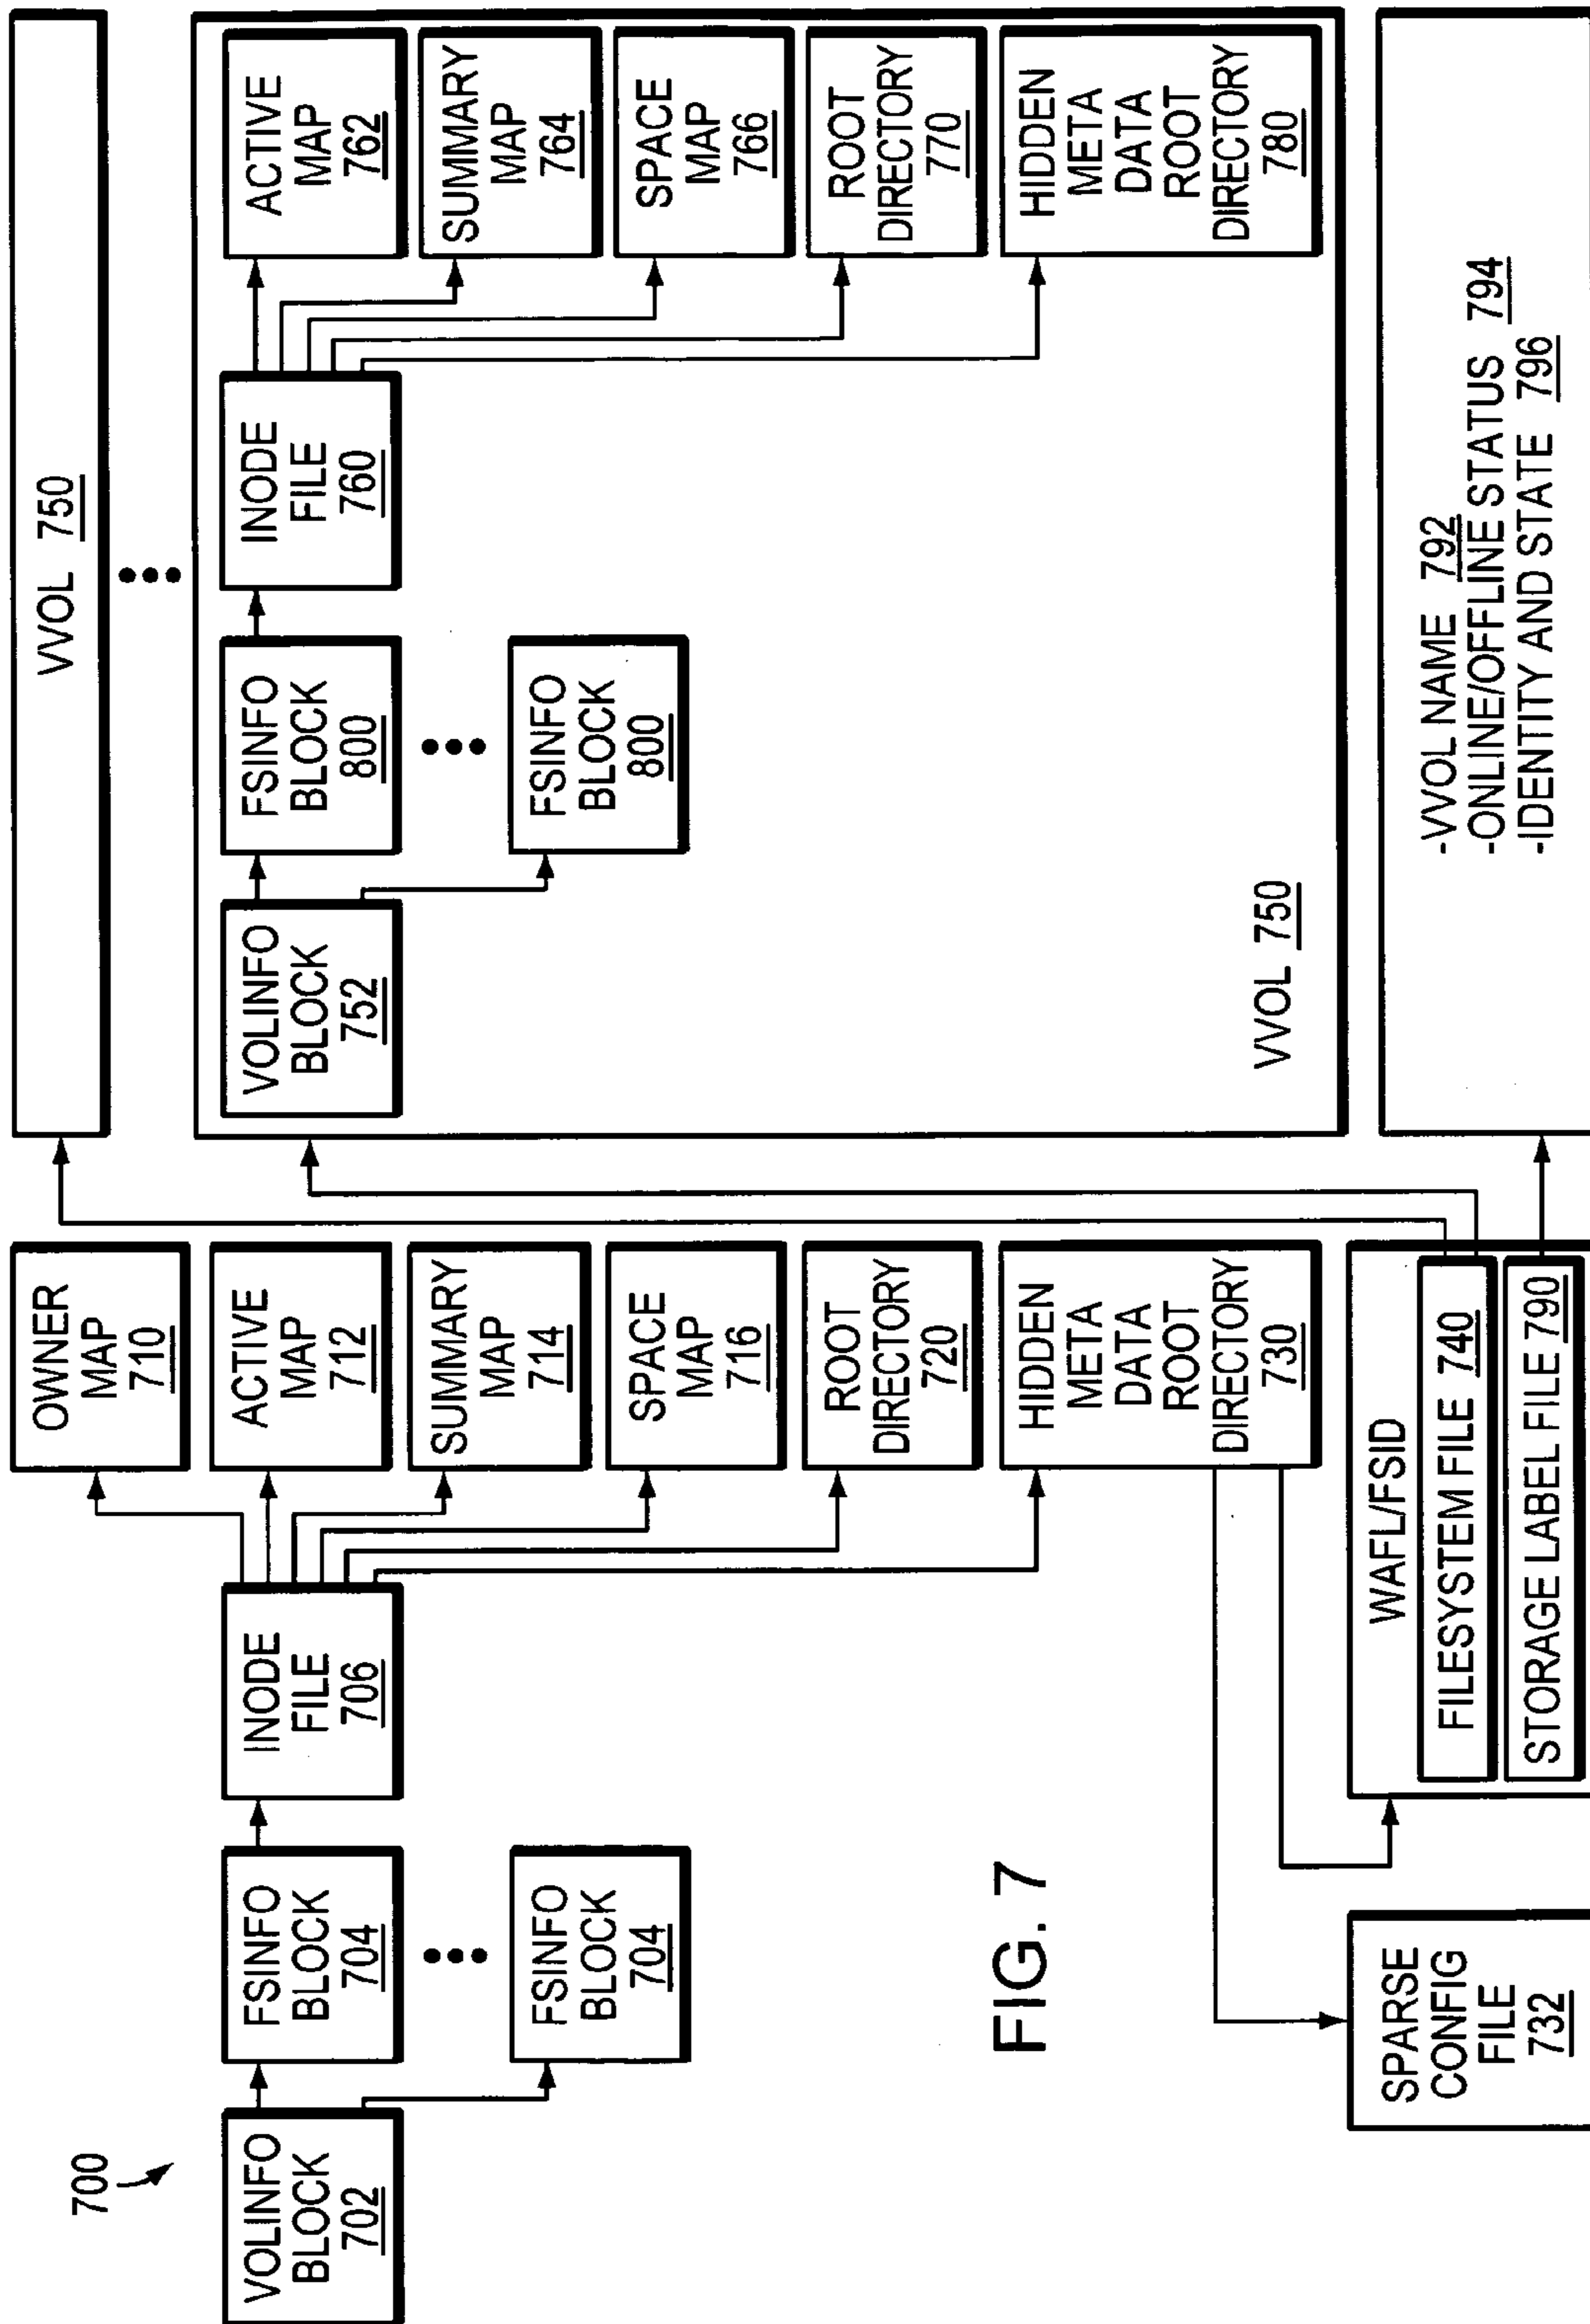 700
VOLINFO
BLOCK
702
FSINFO
BLOCK
704
FSINFO
BLOCK
704
INODE
FILE
706
OWNER
MAP
710
ACTIVE
MAP
712
SUMMARY
MAP
714
SPACE
MAP
716
ROOT
DIRECTORY
720
HIDDEN
META
DATA
ROOT
DIRECTORY
730
SPARSE
CONFIG
FILE
732
WAFL/FSID
FILESYSTEM FILE 740
STORAGE LABEL FILE 790
VVOL 750
VOLINFO
BLOCK
752
FSINFO
BLOCK
800
FSINFO
BLOCK
800
INODE
FILE
760
ACTIVE
MAP
762
SUMMARY
MAP
764
SPACE
MAP
766
ROOT
DIRECTORY
770
HIDDEN
META
DATA
ROOT
DIRECTORY
780
VVOL 750
-VVOL NAME 792
-ONLINE/OFFLINE STATUS 794
-IDENTITY AND STATE 796
FIG. 7